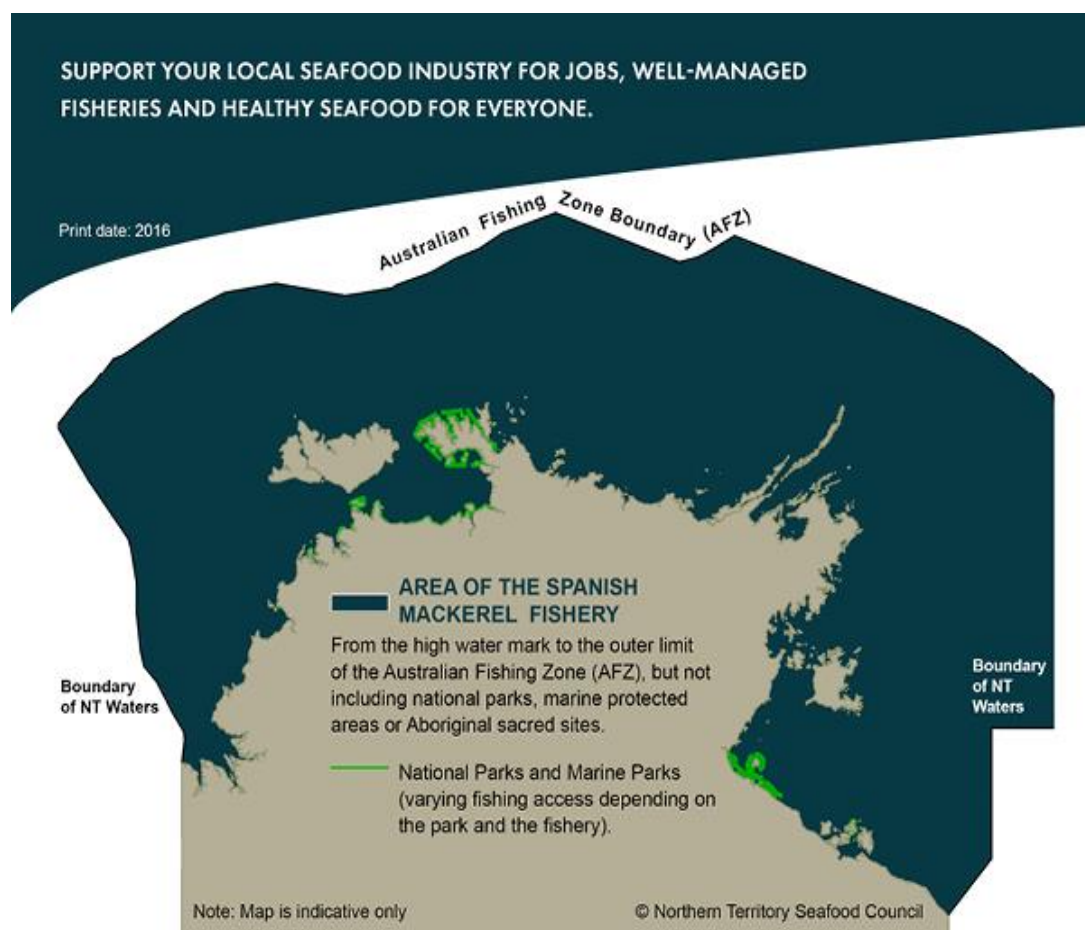 SUPPORT YOUR LOCAL SEAFOOD INDUSTRY FOR JOBS, WELL-MANAGED
FISHERIES AND HEALTHY SEAFOOD FOR EVERYONE.
Print date: 2016
Australian Fishing Zone Boundary (AFZ)
AREA OF THE SPANISH
MACKEREL FISHERY
From the high water mark to the outer limit
of the Australian Fishing Zone (AFZ), but not
including national parks, marine protected
areas or Aboriginal sacred sites.
Boundary
of NT Waters
Boundary
of NT
Waters
National Parks and Marine Parks
(varying fishing access depending on
the park and the fishery).
Note: Map is indicative only
© Northern Territory Seafood Council